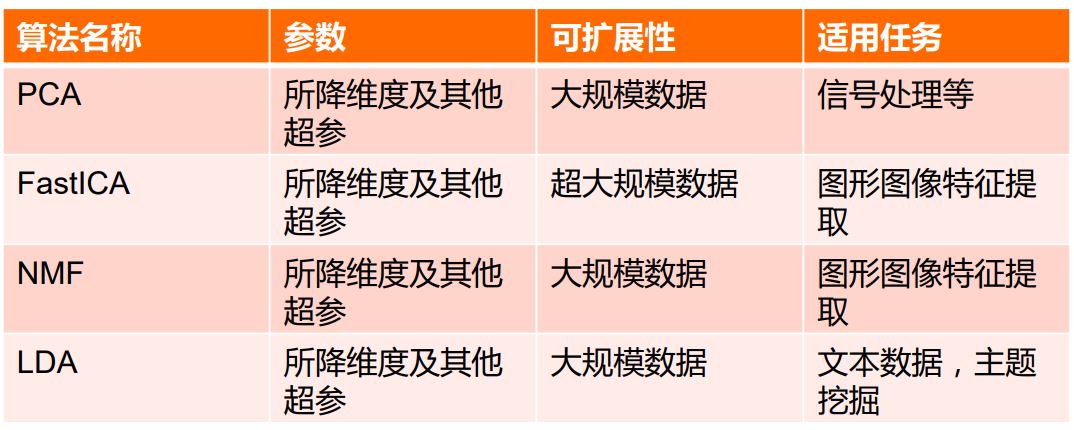 算法名称 参数 可扩展性 适用任务
PCA 所降维度及其他 大规模数据 信号处理等
超参
FastICA 所降维度及其他 超大规模数据 图形图像特征提
超参 取
NMF 所降维度及其他 大规模数据 图形图像特征提
超参 取
LDA 所降维度及其他 大规模数据 文本数据，主题
超参 挖掘